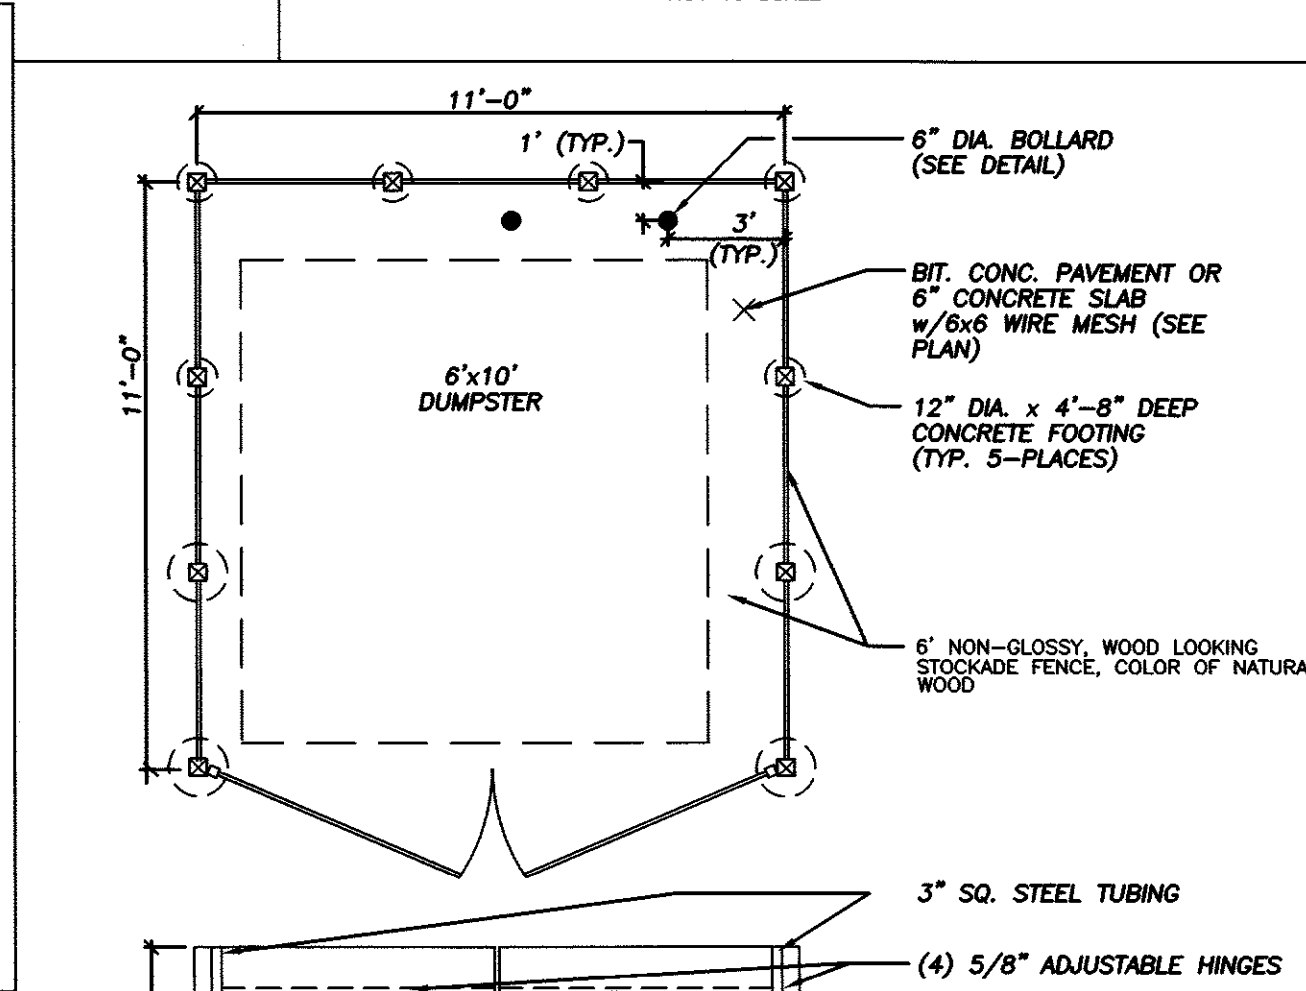 11'-0"
1' (TYP.)
6" DIA. BOLLARD
(SEE DETAIL)
3'
(TYP.)
BIT. CONC. PAVEMENT OR
6" CONCRETE SLAB
w/6x6 WIRE MESH (SEE
PLAN)
11'-0"
6'x10'
DUMPSTER
12" DIA. x 4'-8" DEEP
CONCRETE FOOTING
(TYP. 5-PLACES)
6' NON-GLOSSY, WOOD LOOKING
STOCKADE FENCE, COLOR OF NATURA
WOOD
3" SQ. STEEL TUBING
(4) 5/8" ADJUSTABLE HINGES